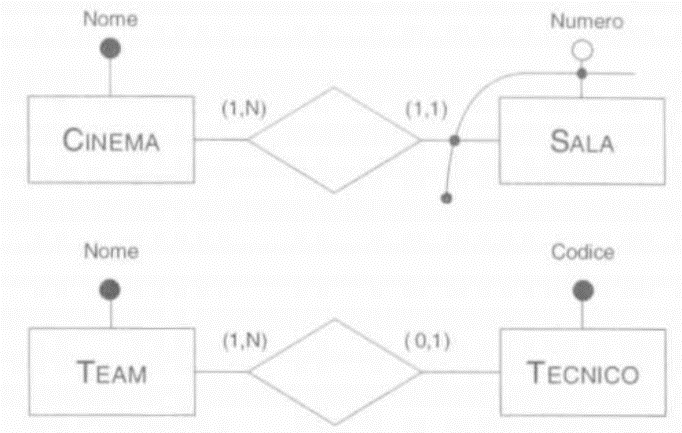 Nome
Numero
(1,N)
(1,1)
CINEMA
SALA
Nome
Codice
(1,N)
(0,1)
TEAM
TECNICO